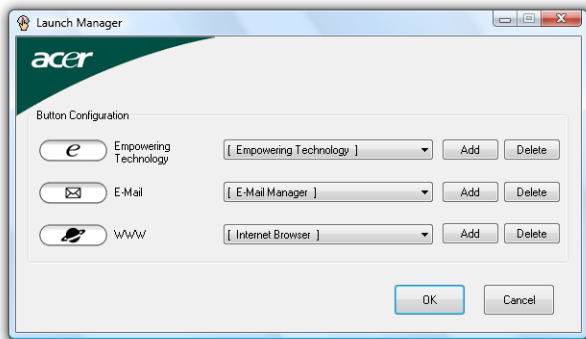 Launch Manager
acer
Button Configuration
e Empowering Technology [ Empowering Technology ] Add Delete
E-Mail [ E-Mail Manager ] Add Delete
WWW [ Internet Browser ] Add Delete
OK Cancel